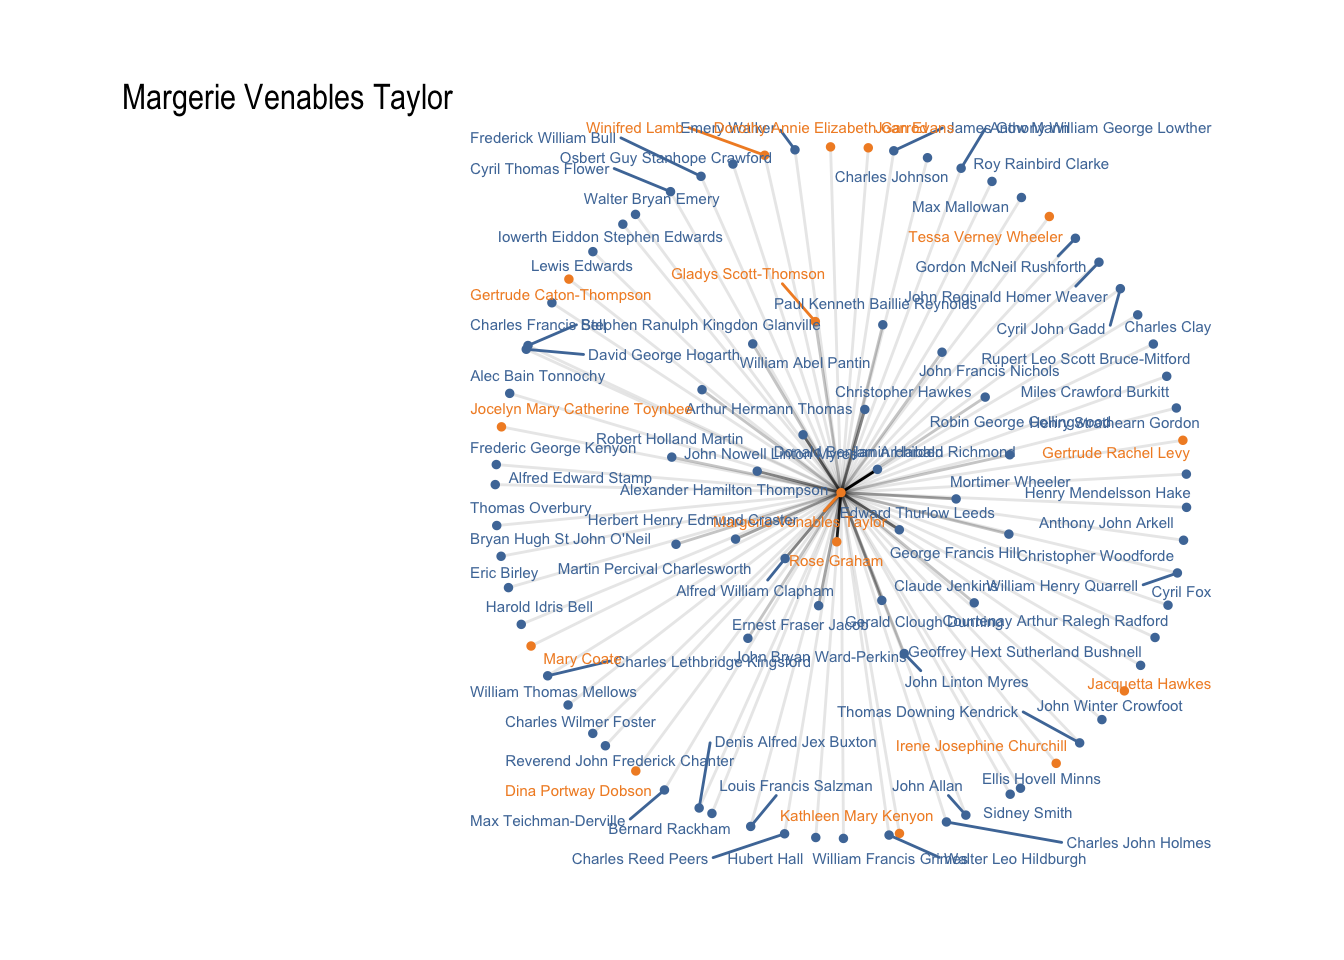 Margerie Venables Taylor
Winifred Lamb
Emery Walker
Dorothy Annie Elizabeth Garrod
Joan Evans
James Gow Mann
Anthony William George Lowther
Frederick William Bull
Osbert Guy Stanhope Crawford
Cyril Thomas Flower
Charles Johnson
Roy Rainbird Clarke
Walter Bryan Emery
Max Mallowan
Iowerth Eiddon Stephen Edwards
Tessa Verney Wheeler
Lewis Edwards
Gladys Scott-Thomson
Gordon McNeil Rushforth
Gertrude Caton-Thompson
Paul Kenneth Baillie Reynolds
John Reginald Homer Weaver
Charles Francis Bell
Stephen Ranulph Kingdon Glanville
Cyril John Gadd
Charles Clay
David George Hogarth
William Abel Pantin
Rupert Leo Scott Bruce-Mitford
Alec Bain Tonnochy
John Francis Nichols
Christopher Hawkes
Miles Crawford Burkitt
Jocelyn Mary Catherine Toynbee
Arthur Hermann Thomas
Robin George Collingwood
Henry Strathearn Gordon
Robert Holland Martin
Frederic George Kenyon
John Nowell Linton Myres
Donald Benjamin Harden
Ian Archibald Richmond
Gertrude Rachel Levy
Alfred Edward Stamp
Alexander Hamilton Thompson
Mortimer Wheeler
Henry Mendelsson Hake
Thomas Overbury
Herbert Henry Edmund Craster
Margerie Venables Taylor
Edward Thurlow Leeds
Anthony John Arkell
Bryan Hugh St John O'Neil
Rose Graham
George Francis Hill
Christopher Woodforde
Eric Birley
Martin Percival Charlesworth
Alfred William Clapham
Claude Jenkins
William Henry Quarrell
Cyril Fox
Harold Idris Bell
Ernest Fraser Jacob
Gerald Clough Dunning
Courtenay Arthur Ralegh Radford
Mary Coate
Charles Lethbridge Kingsford
John Bryan Ward-Perkins
Geoffrey Hext Sutherland Bushnell
William Thomas Mellows
John Linton Myres
Jacquetta Hawkes
Charles Wilmer Foster
Thomas Downing Kendrick
John Winter Crowfoot
Denis Alfred Jex Buxton
Irene Josephine Churchill
Reverend John Frederick Chanter
Ellis Hovell Minns
Dina Portway Dobson
Louis Francis Salzman
John Allan
Max Teichman-Derville
Bernard Rackham
Kathleen Mary Kenyon
Sidney Smith
Charles Reed Peers
Hubert Hall
William Francis Grimes
Walter Leo Hildburgh
Charles John Holmes